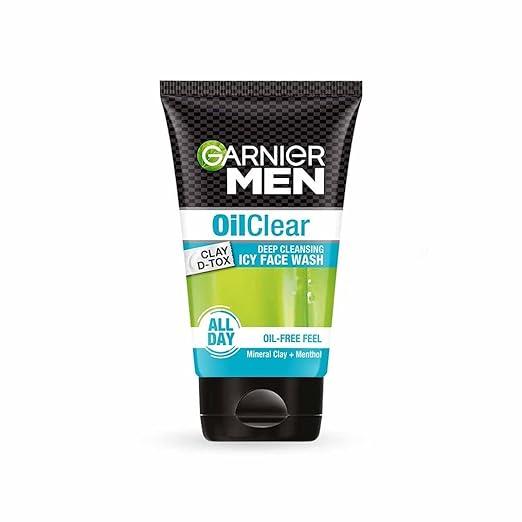 GARNIER
MEN
OilClear
CLAY
D-TOX
DEEP CLEANSING
ICY FACE WASH
ALL
DAY
OIL-FREE FEEL
Mineral Clay + Menthol